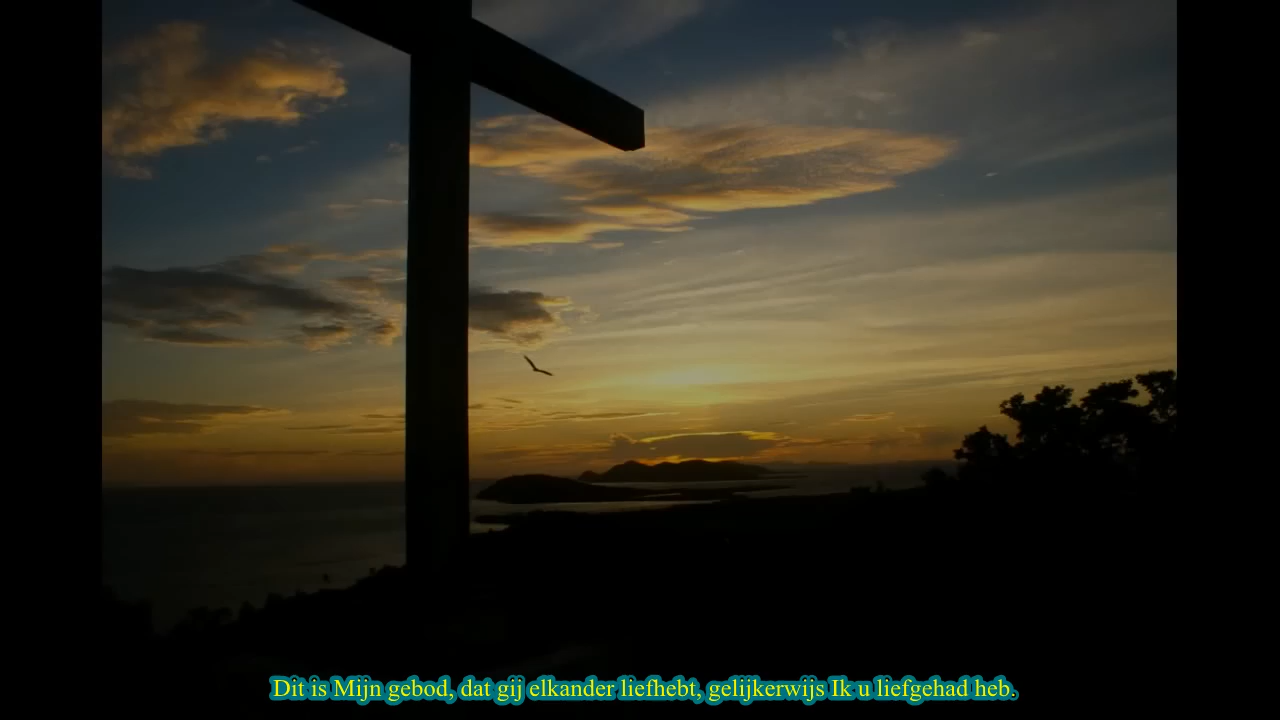 Dit is Mijn gebod, dat gij elkander liefhebt, gelijkerwijs Ik u liefgehad heb.